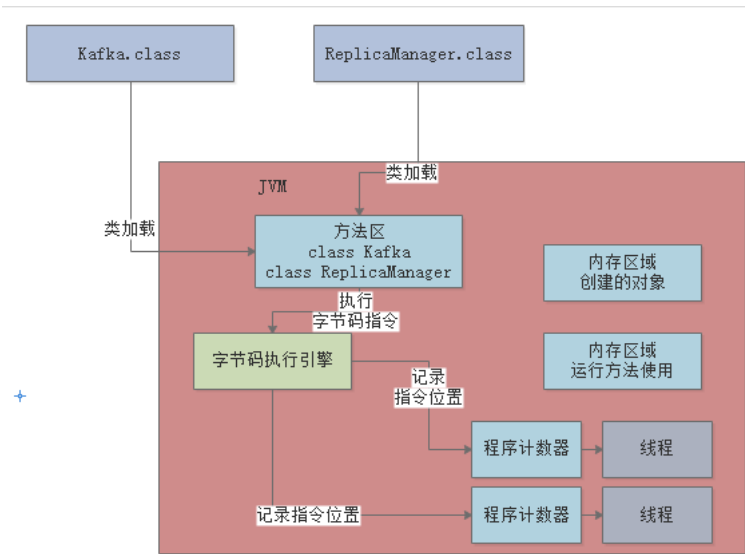 Kafka.class
ReplicaManager.class
类加载
JVM
类加载
方法区
class Kafka
class ReplicaManager
内存区域
创建的对象
执行
字节码指令
字节码执行引擎
内存区域
运行方法使用
记录
指令位置
程序计数器
线程
记录指令位置
程序计数器
线程